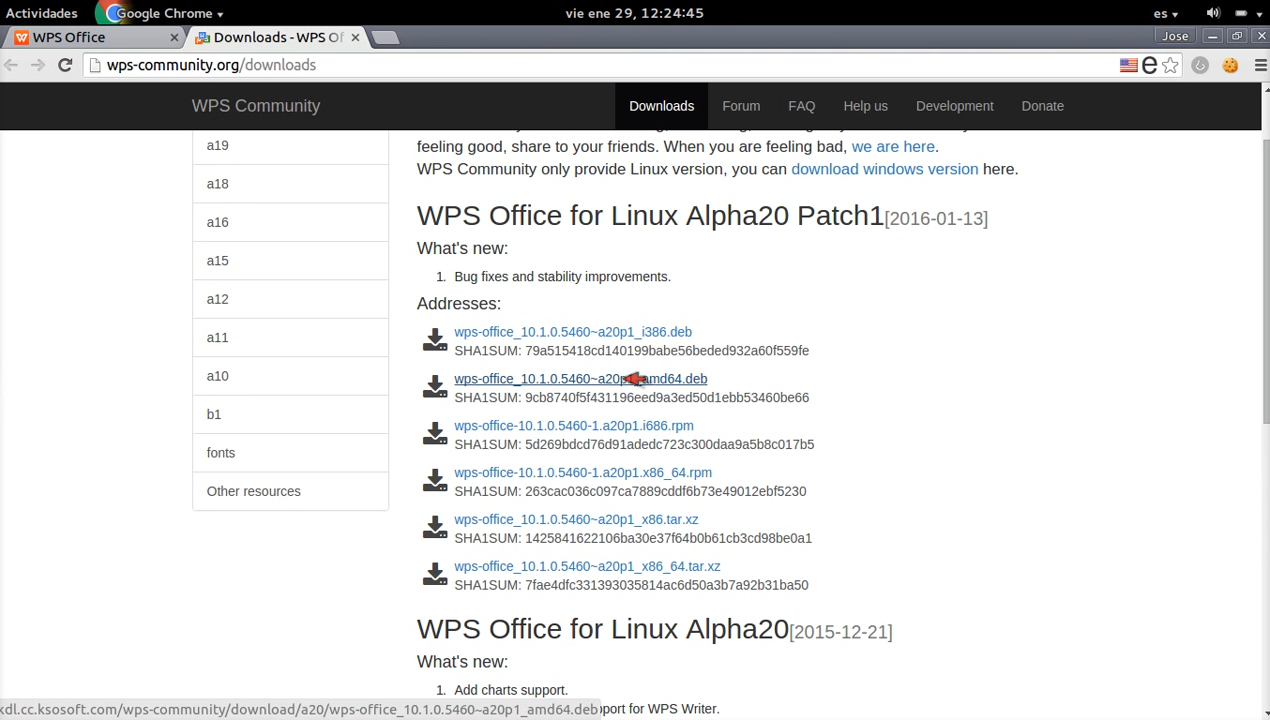 Actividades Google Chrome vie ene 29, 12:24:45 es
WPS Office Downloads - WPS Of Jose
wps-community.org/downloads
WPS Community Downloads Forum FAQ Help us Development Donate
a19
a18
a16
a15
a12
a11
a10
b1
fonts
Other resources
feeling good, share to your friends. When you are feeling bad, we are here.
WPS Community only provide Linux version, you can download windows version here.
WPS Office for Linux Alpha20 Patch1[2016-01-13]
What's new:
1. Bug fixes and stability improvements.
Addresses:
wps-office_10.1.0.5460~a20p1_i386.deb
SHA1SUM: 79a515418cd140199babe56beded932a60f559fe
wps-office_10.1.0.5460~a20p1_amd64.deb
SHA1SUM: 9cb8740f5f431196eed9a3ed50d1ebb53460be66
wps-office-10.1.0.5460-1.a20p1.i686.rpm
SHA1SUM: 5d269bdcd76d91adedc723c300daa9a5b8c017b5
wps-office-10.1.0.5460-1.a20p1.x86_64.rpm
SHA1SUM: 263cac036c097ca7889cddf6b73e49012ebf5230
wps-office_10.1.0.5460~a20p1_x86.tar.xz
SHA1SUM: 1425841622106ba30e37f64b0b61cb3cd98be0a1
wps-office_10.1.0.5460~a20p1_x86_64.tar.xz
SHA1SUM: 7fae4dfc331393035814ac6d50a3b7a92b31ba50
WPS Office for Linux Alpha20[2015-12-21]
What's new:
1. Add charts support.
pport for WPS Writer.
kdl.cc.ksosoft.com/wps-community/download/a20/wps-office_10.1.0.5460~a20p1_amd64.deb